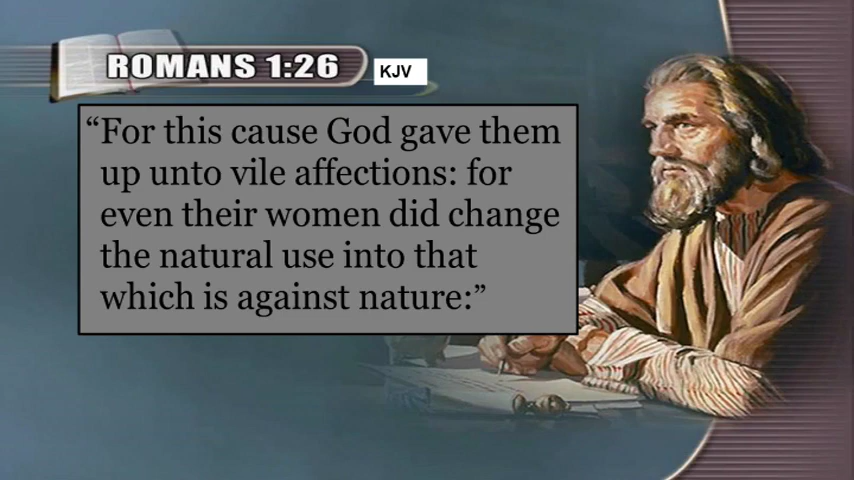 ROMANS 1:26
KJV
“For this cause God gave them
up unto vile affections: for
even their women did change
the natural use into that
which is against nature:”